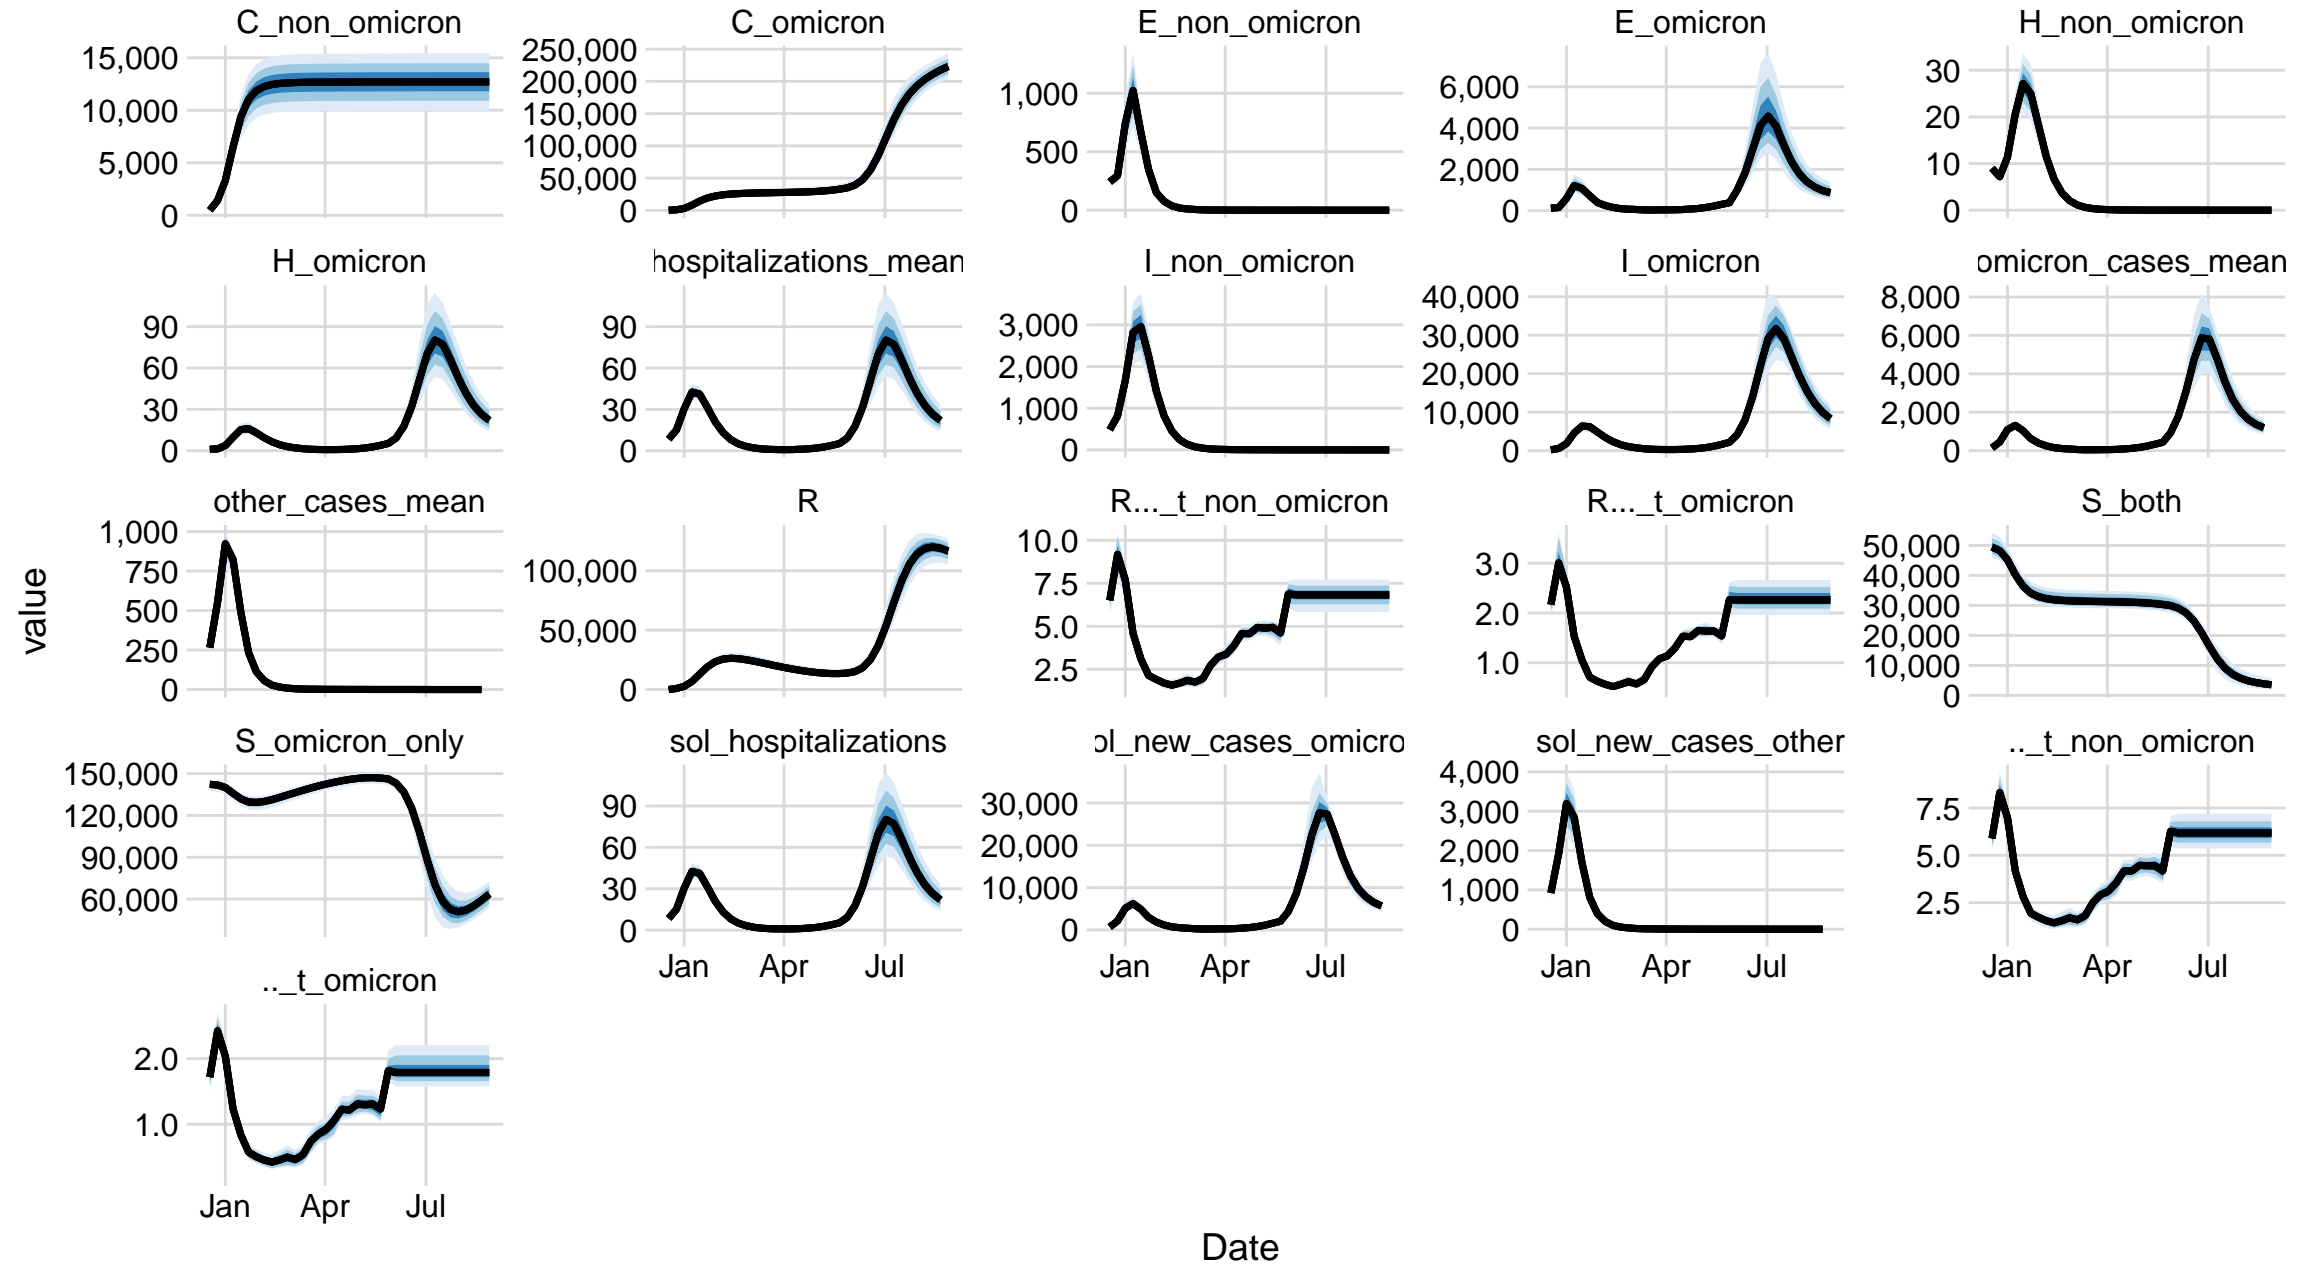 C_non_omicron C_omicron E_non_omicron E_omicron H_non_omicron
15,000 10,000 5,000 0
250,000 200,000 150,000 100,000 50,000 0
1,000 500 0
6,000 4,000 2,000 0
30 20 10 0
H_omicron hospitalizations_mean I_non_omicron I_omicron omicron_cases_mean
90 60 30 0
90 60 30 0
3,000 2,000 1,000 0
40,000 30,000 20,000 10,000 0
8,000 6,000 4,000 2,000 0
other_cases_mean R R..._t_non_omicron R..._t_omicron S_both
1,000 750 500 250 0
100,000 50,000 0
10.0 7.5 5.0 2.5
3.0 2.0 1.0
50,000 40,000 30,000 20,000 10,000 0
S_omicron_only sol_hospitalizations ol_new_cases_omicro sol_new_cases_other .._t_non_omicron
150,000 120,000 90,000 60,000
90 60 30 0
30,000 20,000 10,000 0
4,000 3,000 2,000 1,000 0
7.5 5.0 2.5
Jan Apr Jul
Jan Apr Jul
Jan Apr Jul
Jan Apr Jul
.._t_omicron
2.0 1.0
Jan Apr Jul
value
Date